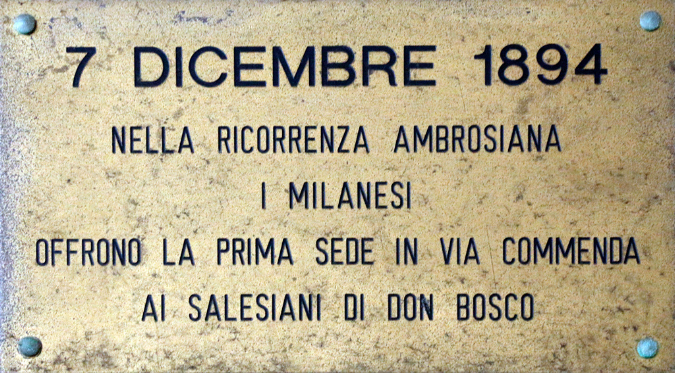 7 DICEMBRE 1894
NELLA RICORRENZA AMBROSIANA
I MILANESI
OFFRONO LA PRIMA SEDE IN VIA COMMENDA
AI SALESIANI DI DON BOSCO